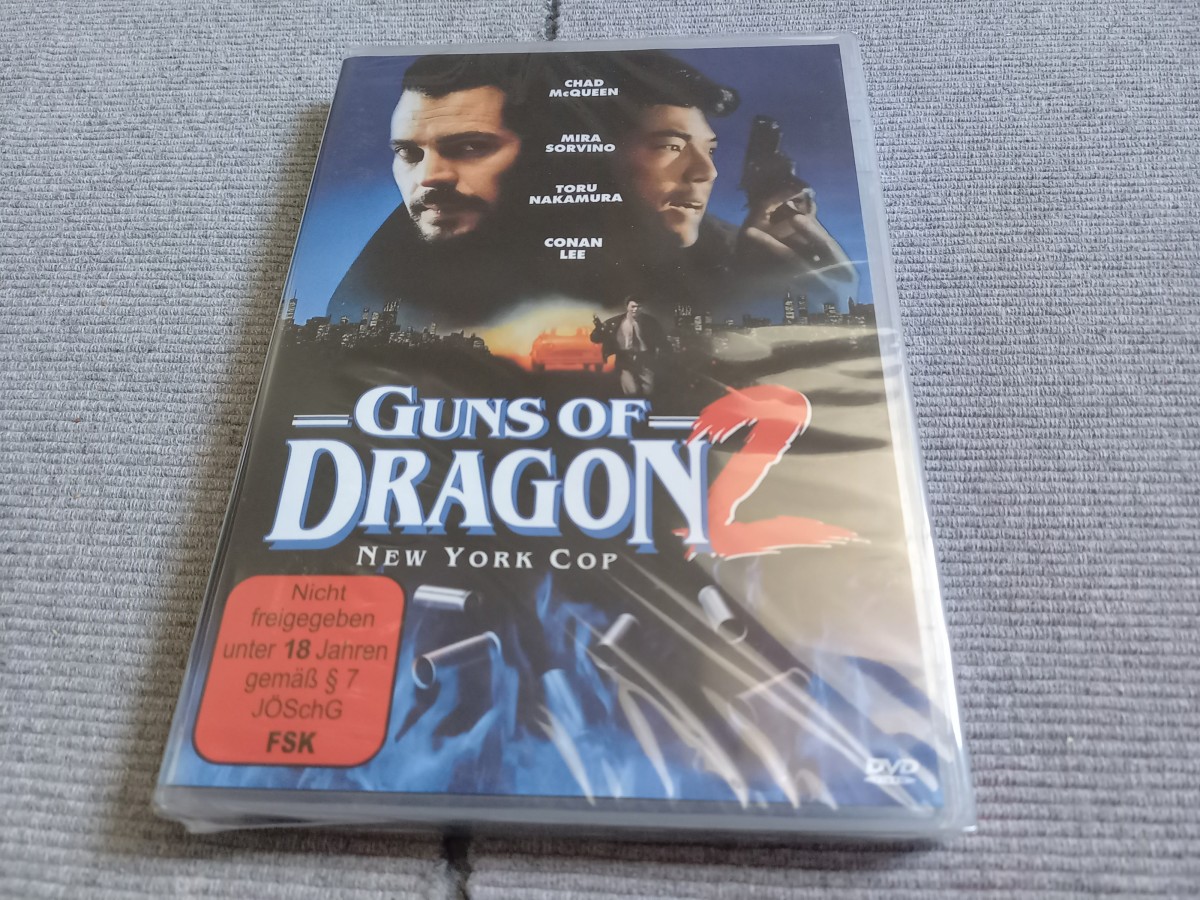 CHAD
McQUEEN
MIRA
SORVINO
TORU
NAKAMURA
CONAN
LEE
GUNS OF
DRAGON 2
NEW YORK COP
Nicht
freigegeben
unter 18 Jahren
gemäß § 7
JÖSchG
FSK
DVD